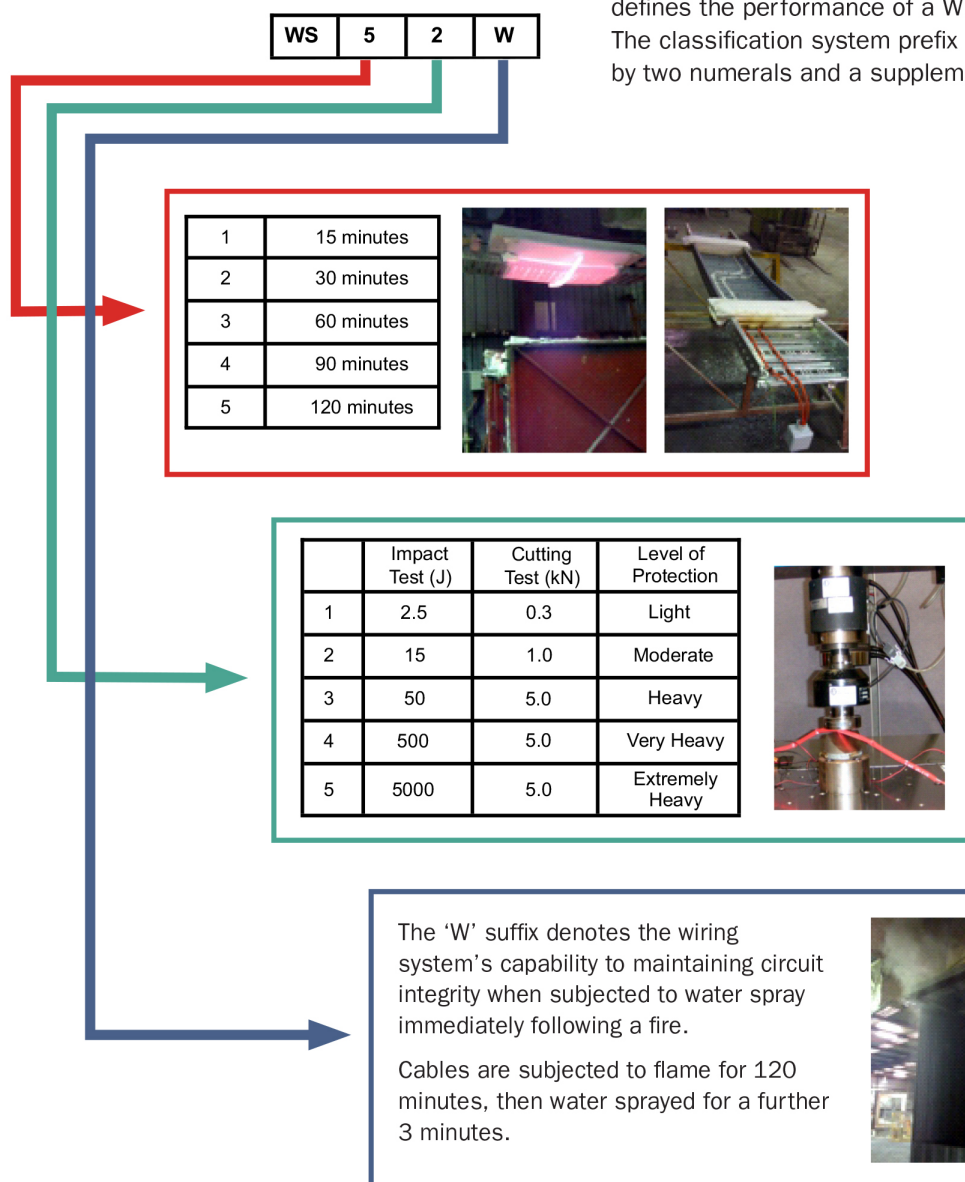 defines the performance of a W
The classification system prefix
by two numerals and a supplem
WS 5 2 W
1 15 minutes
2 30 minutes
3 60 minutes
4 90 minutes
5 120 minutes
Impact Test (J) Cutting Test (kN) Level of Protection
1 2.5 0.3 Light
2 15 1.0 Moderate
3 50 5.0 Heavy
4 500 5.0 Very Heavy
5 5000 5.0 Extremely Heavy
The ‘W’ suffix denotes the wiring
system’s capability to maintaining circuit
integrity when subjected to water spray
immediately following a fire.
Cables are subjected to flame for 120
minutes, then water sprayed for a further
3 minutes.